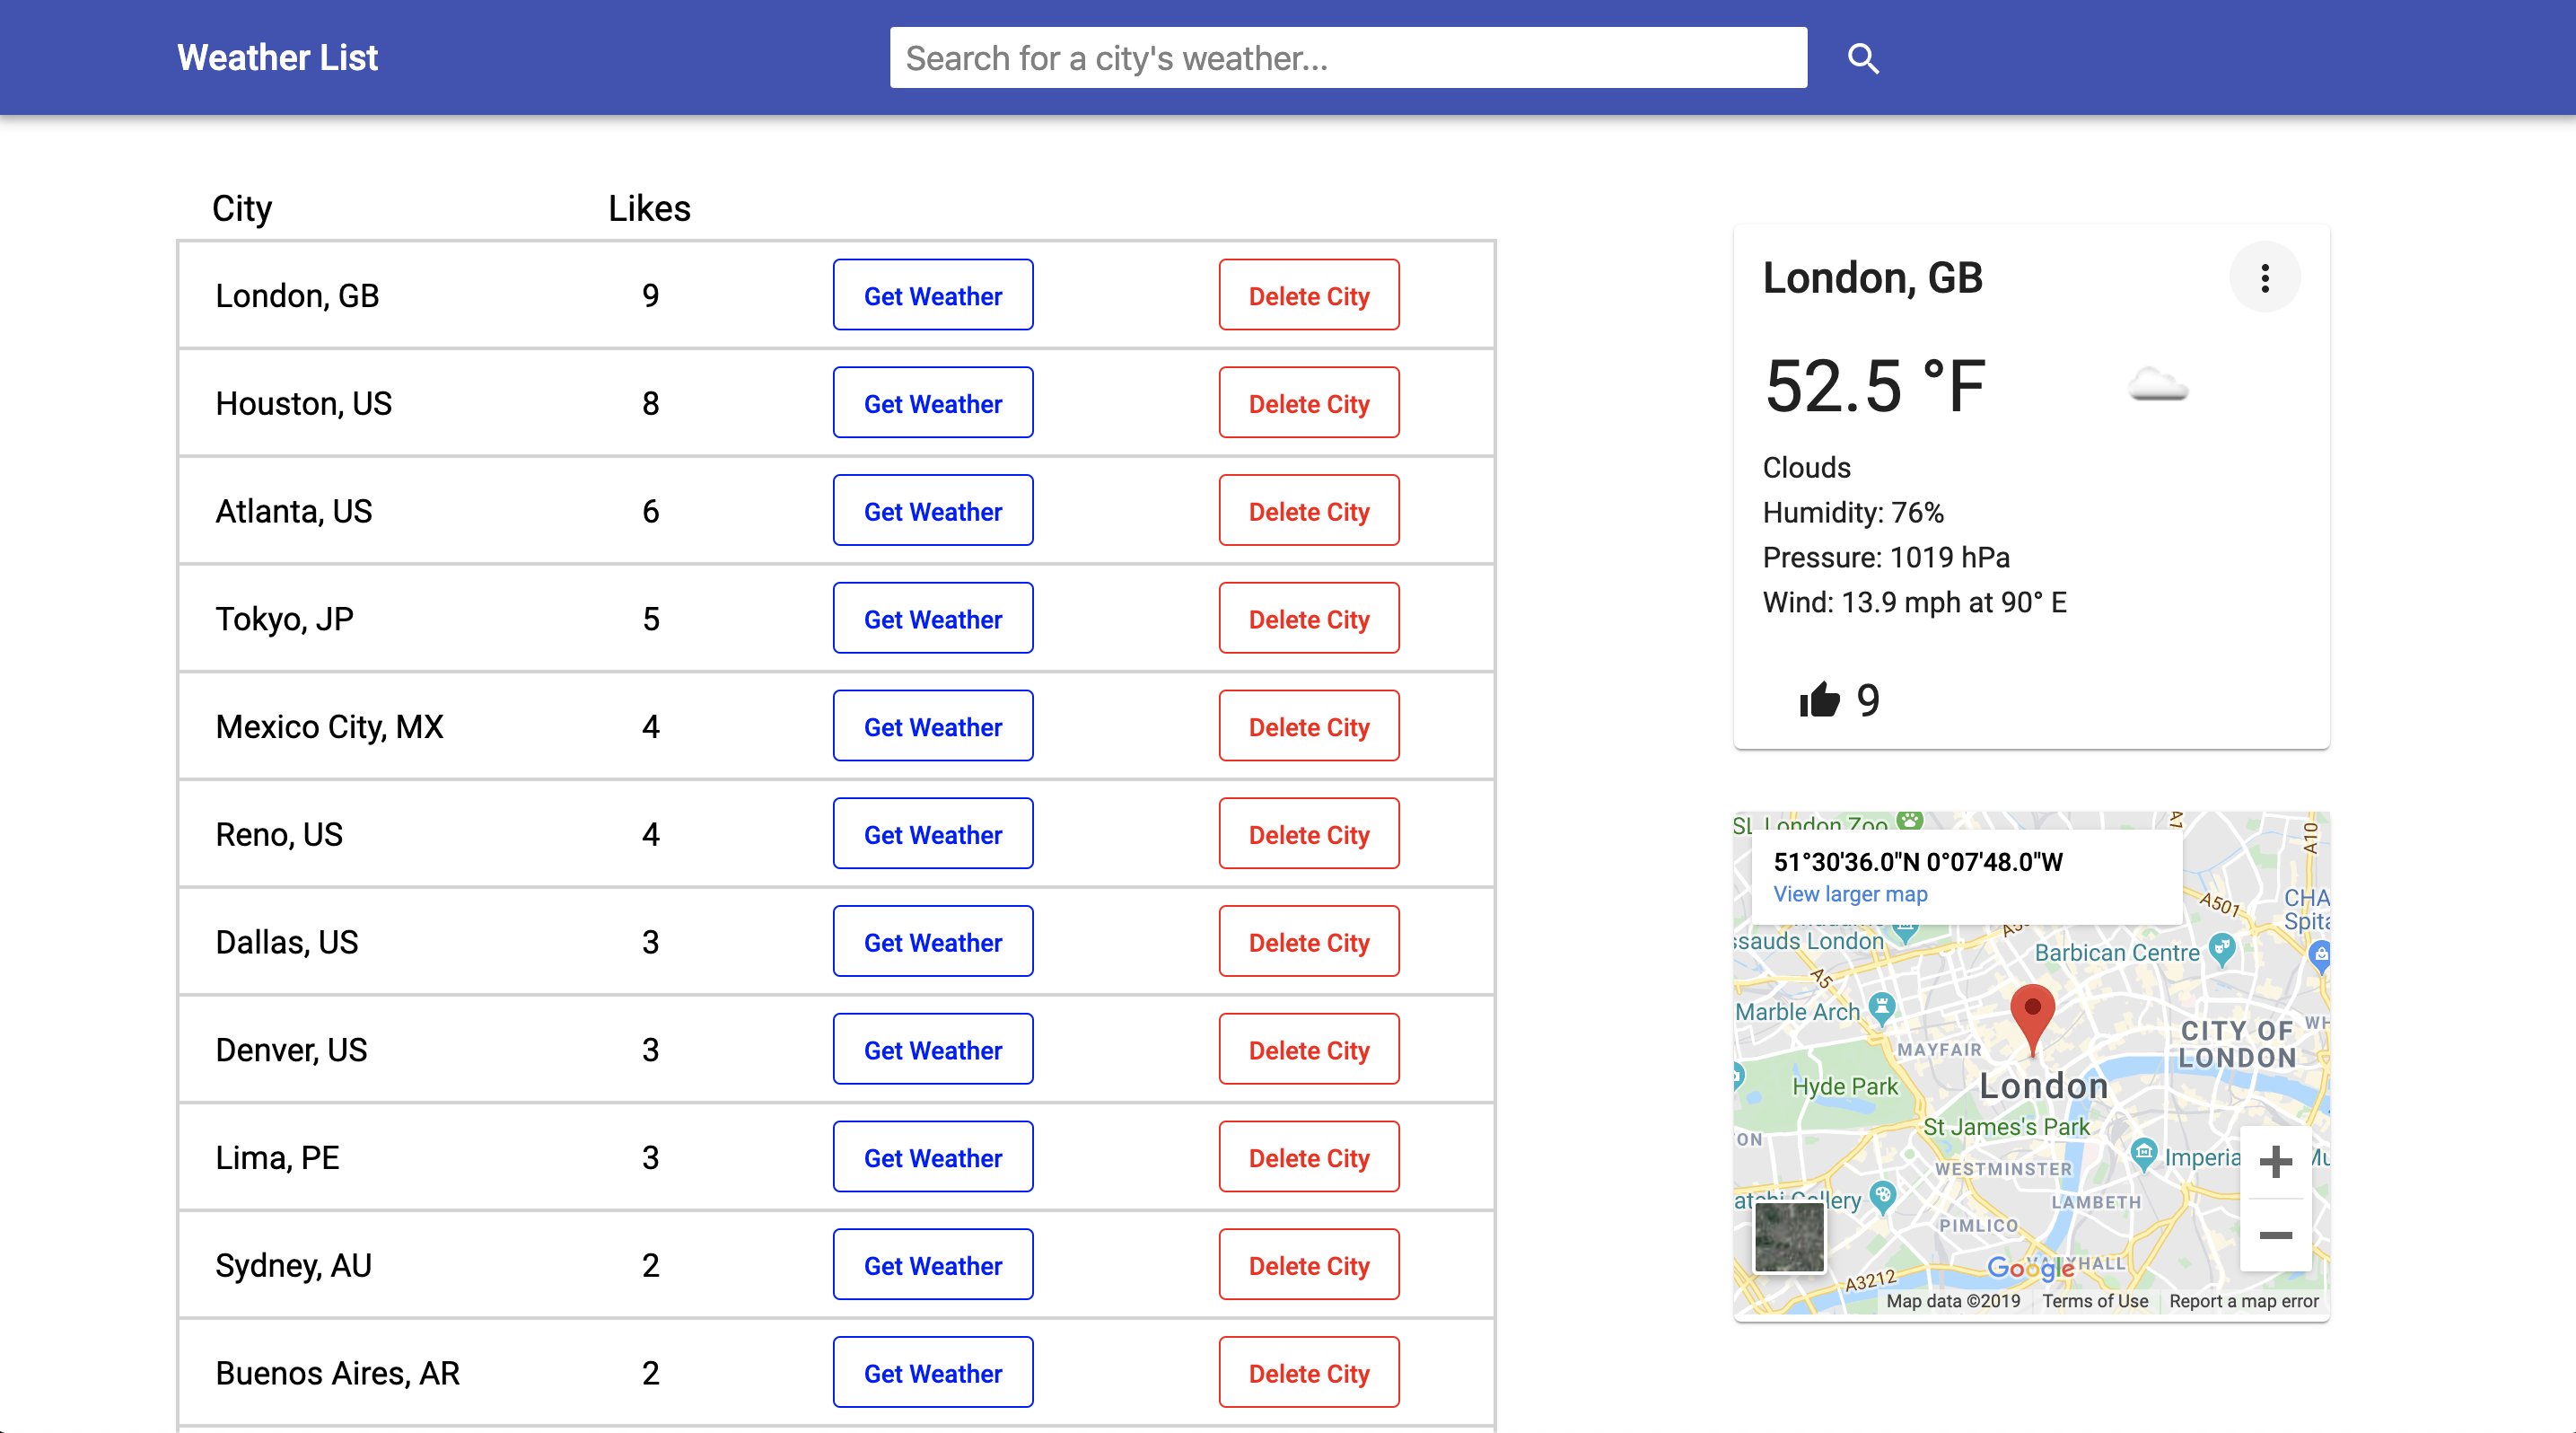 Weather List
Search for a city's weather...
City Likes
London, GB 9 Get Weather Delete City
Houston, US 8 Get Weather Delete City
Atlanta, US 6 Get Weather Delete City
Tokyo, JP 5 Get Weather Delete City
Mexico City, MX 4 Get Weather Delete City
Reno, US 4 Get Weather Delete City
Dallas, US 3 Get Weather Delete City
Denver, US 3 Get Weather Delete City
Lima, PE 3 Get Weather Delete City
Sydney, AU 2 Get Weather Delete City
Buenos Aires, AR 2 Get Weather Delete City
London, GB
52.5 °F
Clouds
Humidity: 76%
Pressure: 1019 hPa
Wind: 13.9 mph at 90° E
9
London Zoo
A10
51°30'36.0"N 0°07'48.0"W
View larger map
A501
CHA
Spita
ssauds London
Barbican Centre
A5
Marble Arch
CITY OF
LONDON
WH
MAYFAIR
Hyde Park
London
St James's Park
ON
WESTMINSTER
Imperia
Mu
LAMBETH
PIMLICO
Google
HALL
A3212
Map data ©2019 Terms of Use Report a map error